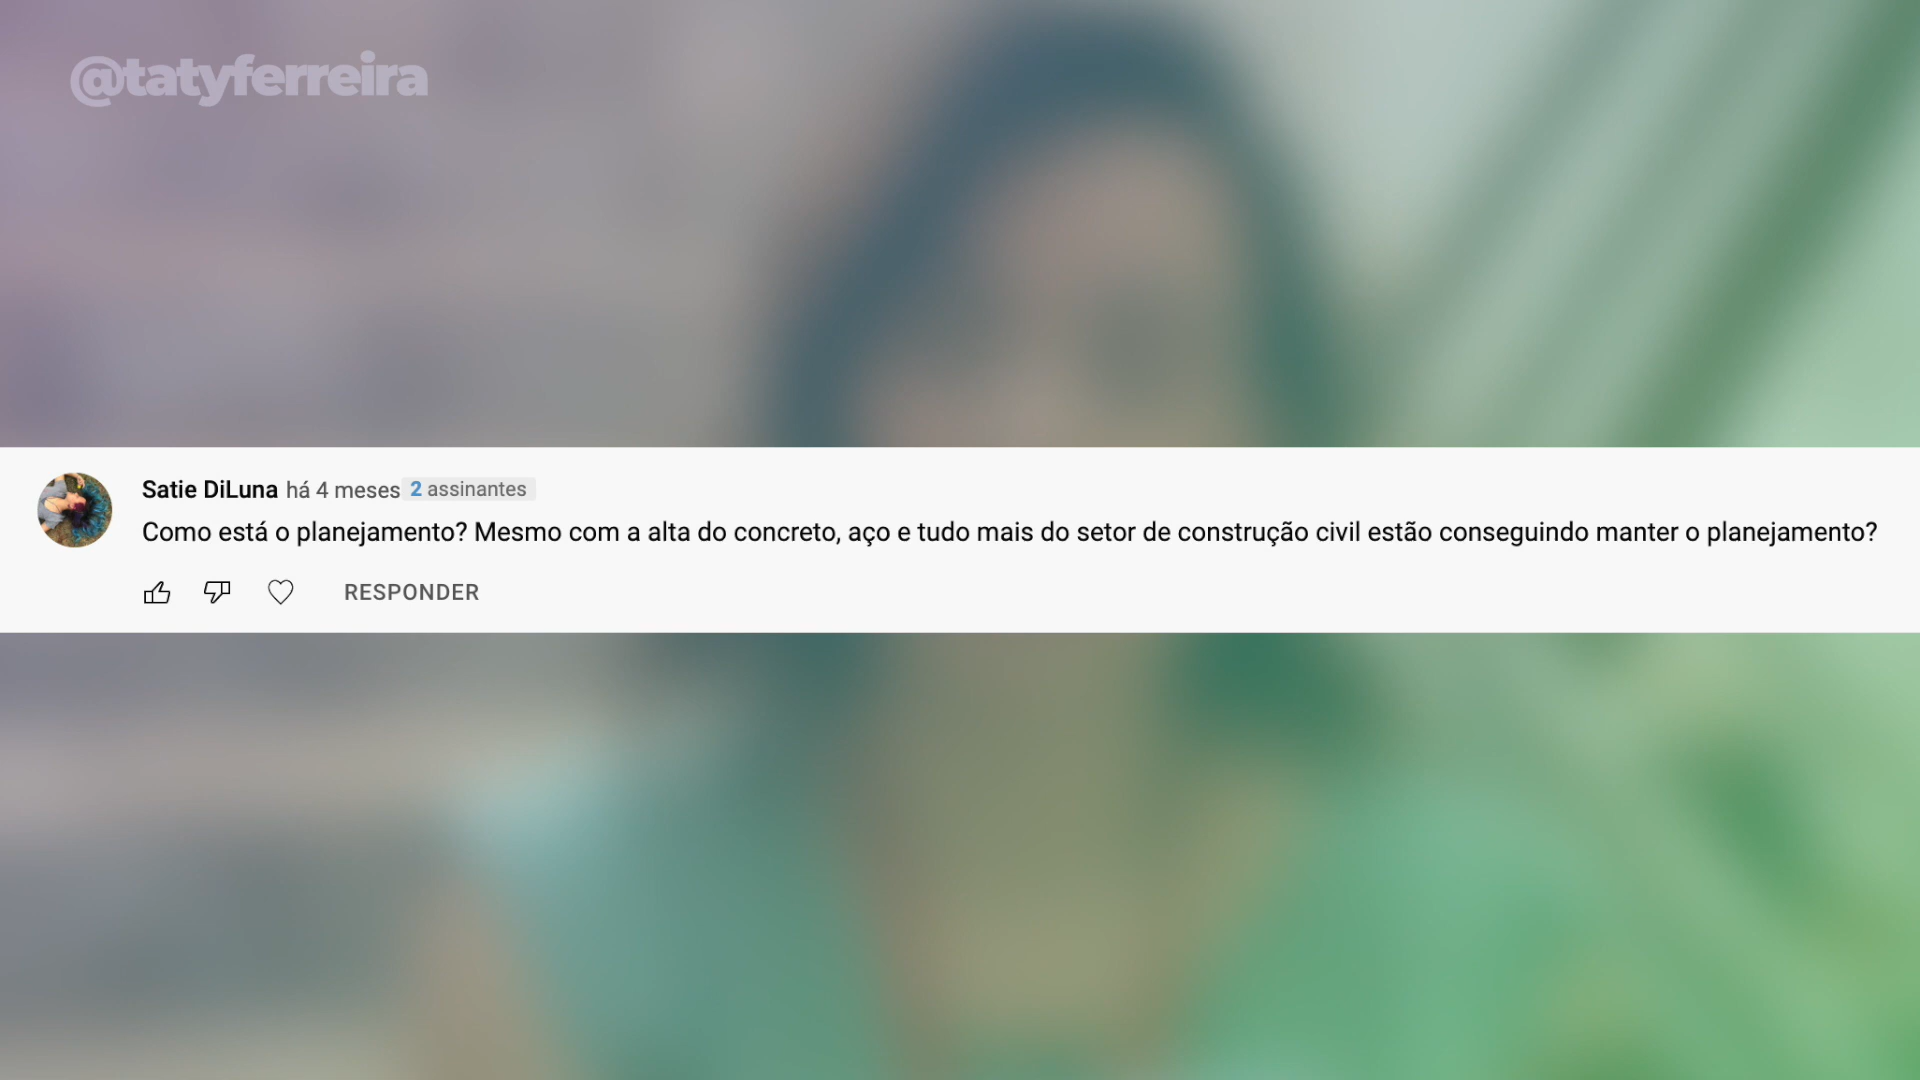 @tatyferreira
Satie DiLuna há 4 meses 2 assinantes
Como está o planejamento? Mesmo com a alta do concreto, aço e tudo mais do setor de construção civil estão conseguindo manter o planejamento?
RESPONDER